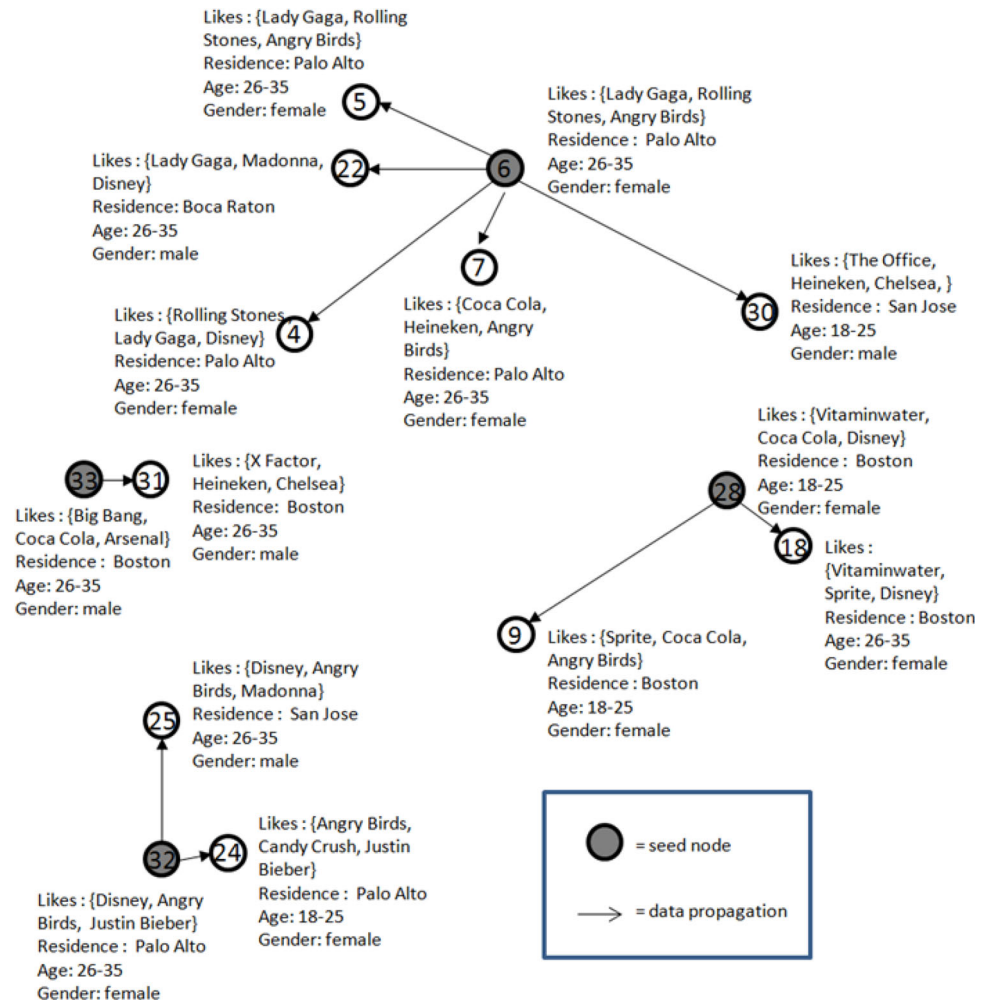 Likes : {Lady Gaga, Rolling
Stones, Angry Birds}
Residence: Palo Alto
Age: 26-35
Gender: female
5
Likes : {Lady Gaga, Rolling
Stones, Angry Birds}
Residence : Palo Alto
Age: 26-35
Gender: female
6
Likes : {Lady Gaga, Madonna,
Disney}
Residence: Boca Raton
Age: 26-35
Gender: male
22
7
Likes : {Coca Cola,
Heineken, Angry
Birds}
Residence: Palo Alto
Age: 26-35
Gender: female
Likes : {The Office,
Heineken, Chelsea, }
Residence : San Jose
Age: 18-25
Gender: male
30
Likes : {Rolling Stones,
Lady Gaga, Disney}
Residence: Palo Alto
Age: 26-35
Gender: female
4
33
Likes : {Big Bang,
Coca Cola, Arsenal}
Residence : Boston
Age: 26-35
Gender: male
31
Likes : {X Factor,
Heineken, Chelsea}
Residence: Boston
Age: 26-35
Gender: male
Likes : {Vitaminwater,
Coca Cola, Disney}
Residence : Boston
Age: 18-25
Gender: female
28
18
Likes :
{Vitaminwater,
Sprite, Disney}
Residence : Boston
Age: 26-35
Gender: female
9
Likes : {Sprite, Coca Cola,
Angry Birds}
Residence : Boston
Age: 18-25
Gender: female
Likes : {Disney, Angry
Birds, Madonna}
Residence : San Jose
Age: 26-35
Gender: male
25
32
Likes : {Disney, Angry
Birds, Justin Bieber}
Residence : Palo Alto
Age: 26-35
Gender: female
24
Likes : {Angry Birds,
Candy Crush, Justin
Bieber}
Residence : Palo Alto
Age: 18-25
Gender: female
= seed node
= data propagation